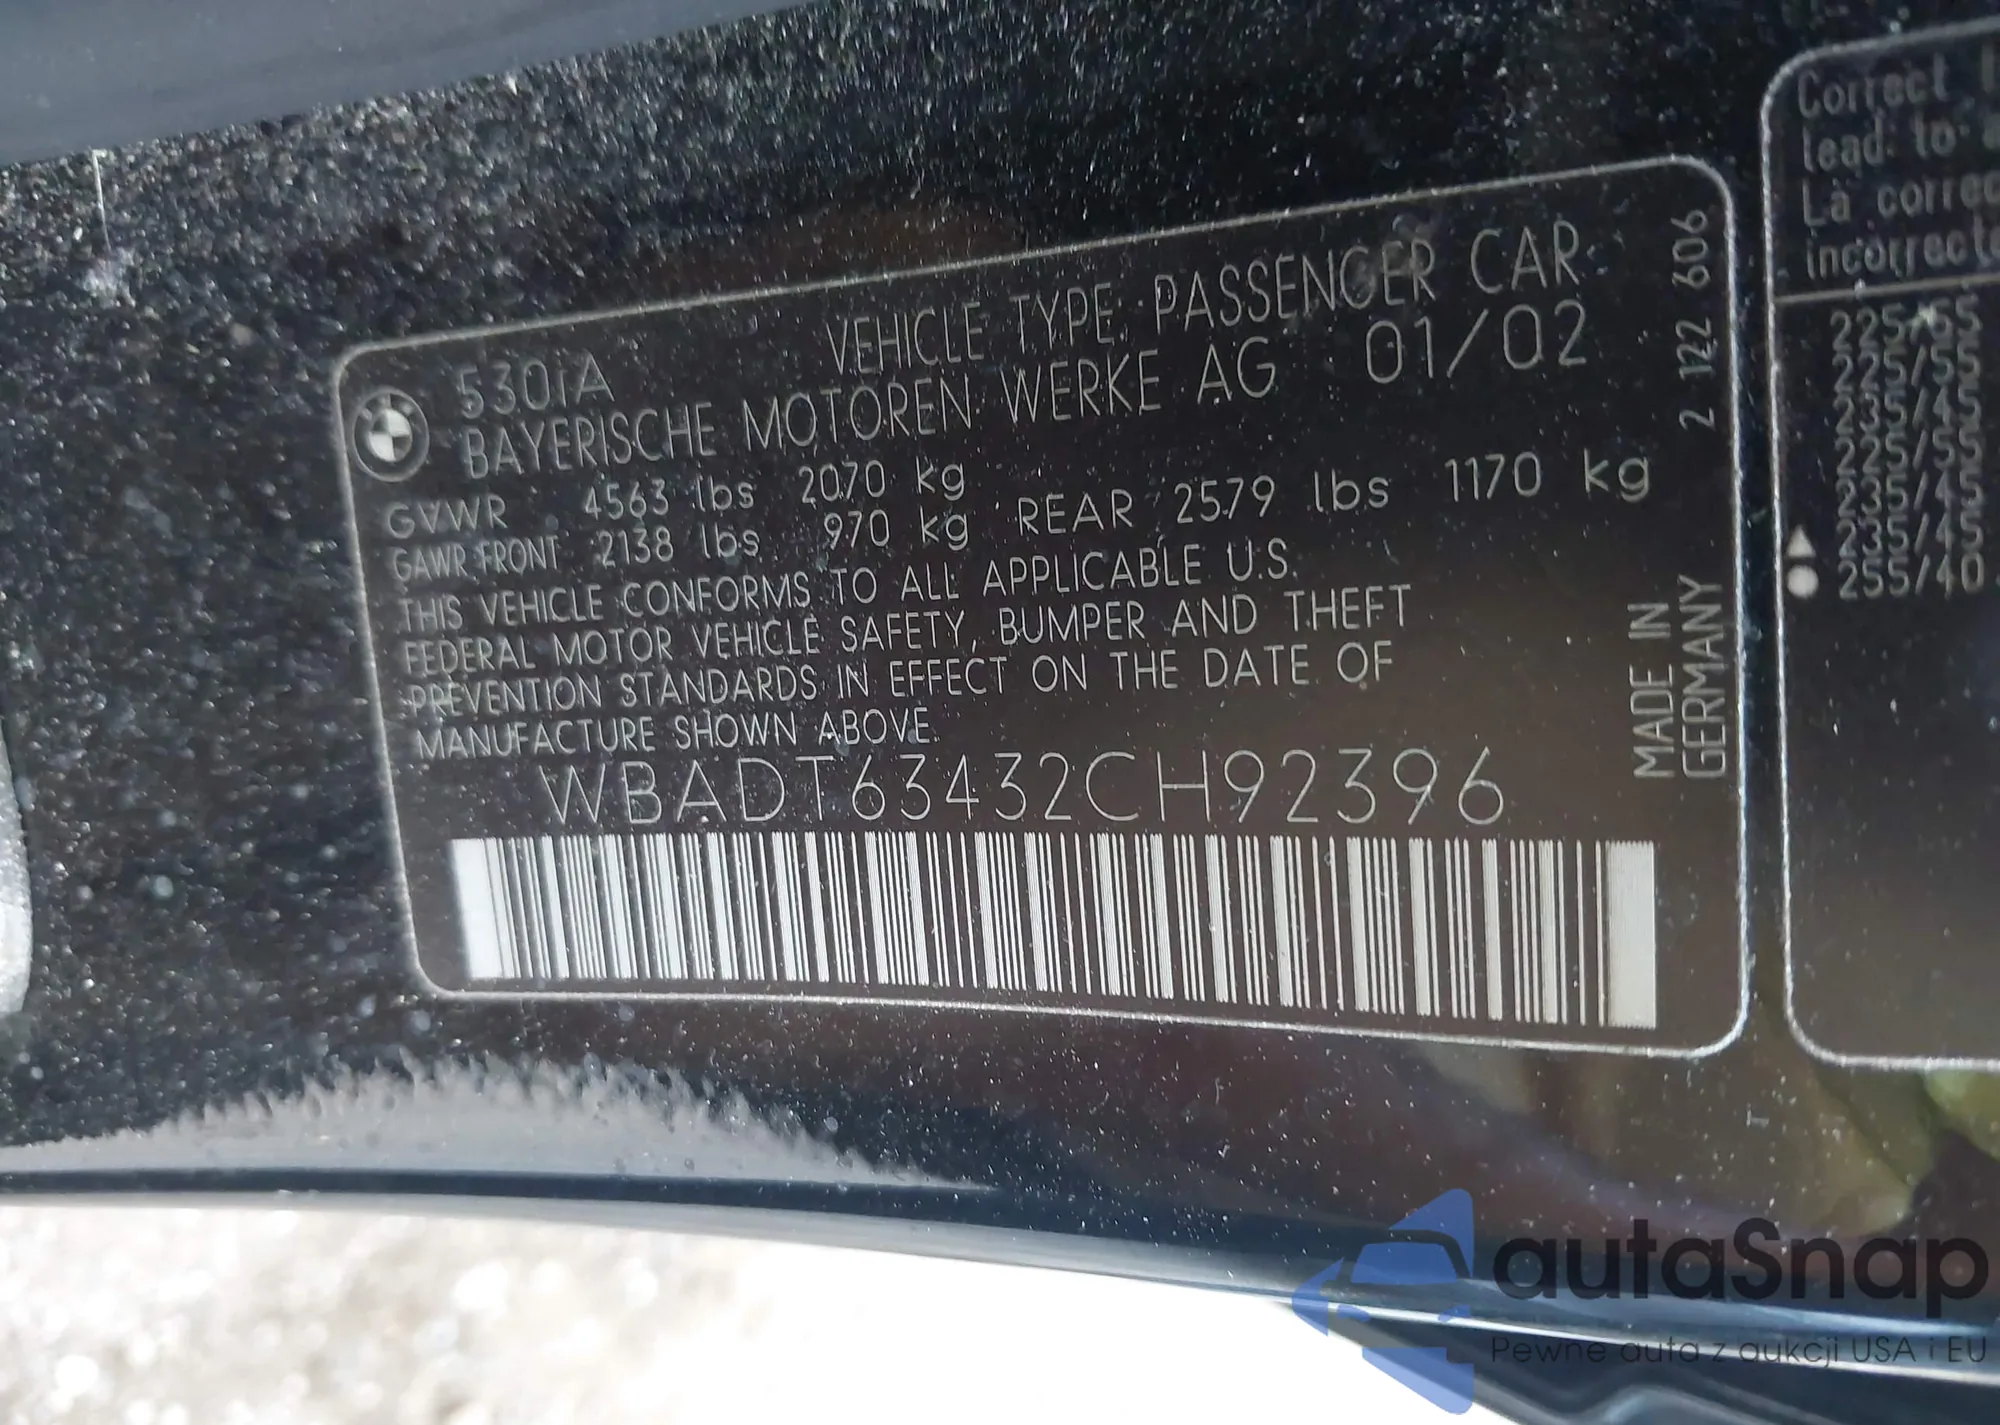 530iA VEHICLE TYPE: PASSENGER CAR
BAYERISCHE MOTOREN WERKE AG 01/02
GVWR 4563 lbs 2070 kg
GAWR FRONT 2138 lbs 970 kg REAR 2579 lbs 1170 kg
THIS VEHICLE CONFORMS TO ALL APPLICABLE U.S.
FEDERAL MOTOR VEHICLE SAFETY, BUMPER AND THEFT
PREVENTION STANDARDS IN EFFECT ON THE DATE OF
MANUFACTURE SHOWN ABOVE.
WBADT63432CH92396
MADE IN
GERMANY
2 122 606
Correct
lead to
La correc
incorrecte
225/55
225/55
235/45
225/55
235/45
235/45
255/40
autaSnap
Pewne auta z aukcji USA i EU